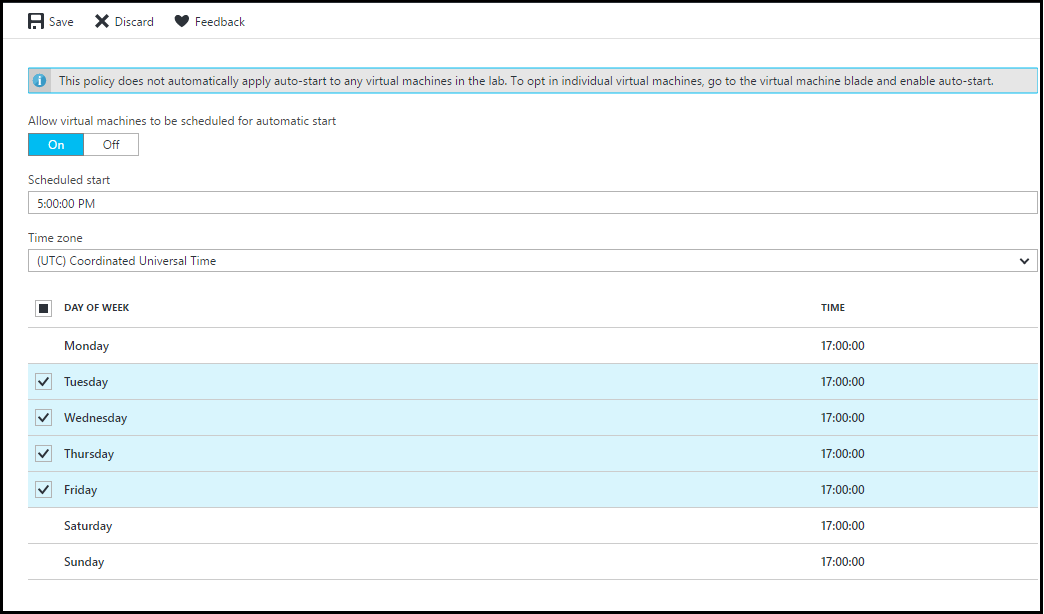 Save Discard Feedback
This policy does not automatically apply auto-start to any virtual machines in the lab. To opt in individual virtual machines, go to the virtual machine blade and enable auto-start.
Allow virtual machines to be scheduled for automatic start
On Off
Scheduled start
5:00:00 PM
Time zone
(UTC) Coordinated Universal Time
DAY OF WEEK TIME
Monday 17:00:00
Tuesday 17:00:00
Wednesday 17:00:00
Thursday 17:00:00
Friday 17:00:00
Saturday 17:00:00
Sunday 17:00:00